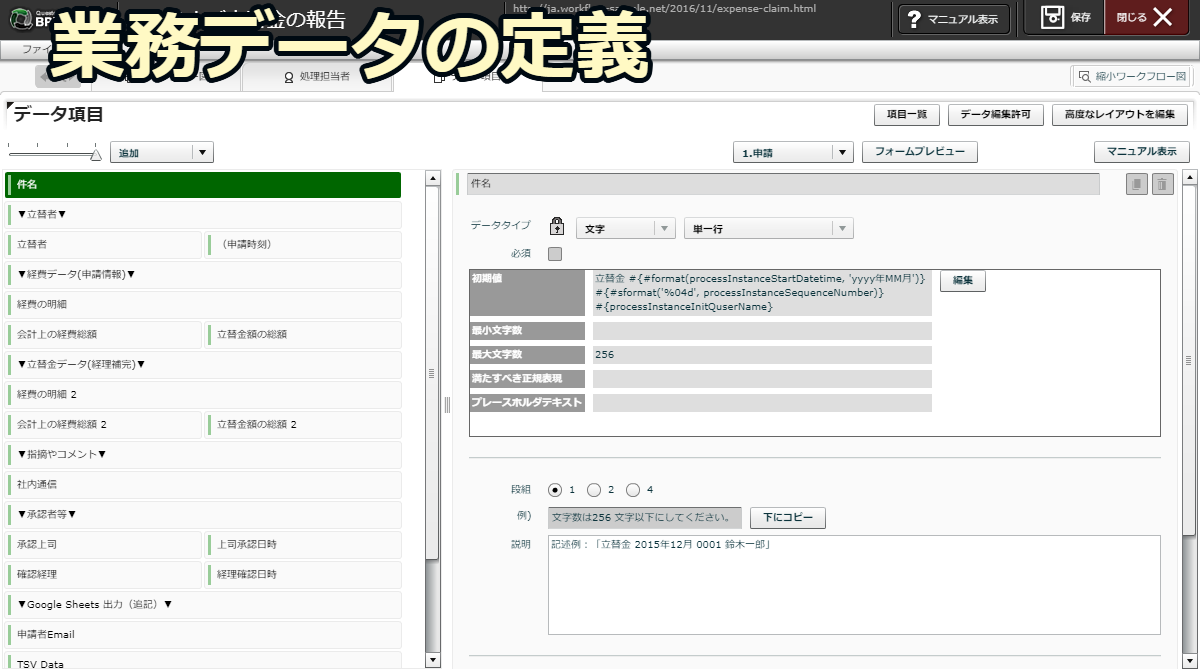 業務データの定義
の報告
http://ja.workfl
le.net/2016/11/expense-claim.html
? マニュアル表示
保存
閉じる
ファイ
処理担当者
縮小ワークフロー図
データ項目
項目一覧
データ編集許可
高度なレイアウトを編集
追加
1.申請
フォームプレビュー
マニュアル表示
件名
▼立替者▼
立替者
（申請時刻）
▼経費データ(申請情報)▼
経費の明細
会計上の経費総額
立替金額の総額
▼立替金データ(経理補完)▼
経費の明細 2
会計上の経費総額 2
立替金額の総額 2
▼指摘やコメント▼
社内通信
▼承認者等▼
承認上司
上司承認日時
確認経理
経理確認日時
▼Google Sheets 出力（追記）▼
申請者Email
TSV Data
件名
データタイプ
文字
単一行
必須
初期値
立替金 #{#format(processInstanceStartDatetime, 'yyyy年MM月')}
#{#sformat('%04d', processInstanceSequenceNumber)}
#{processInstanceInitQuserName}
編集
最小文字数
最大文字数
256
満たすべき正規表現
プレースホルダテキスト
段組
1
2
4
例)
文字数は256 文字以下にしてください。
下にコピー
説明
記述例：「立替金 2015年12月 0001 鈴木一郎」